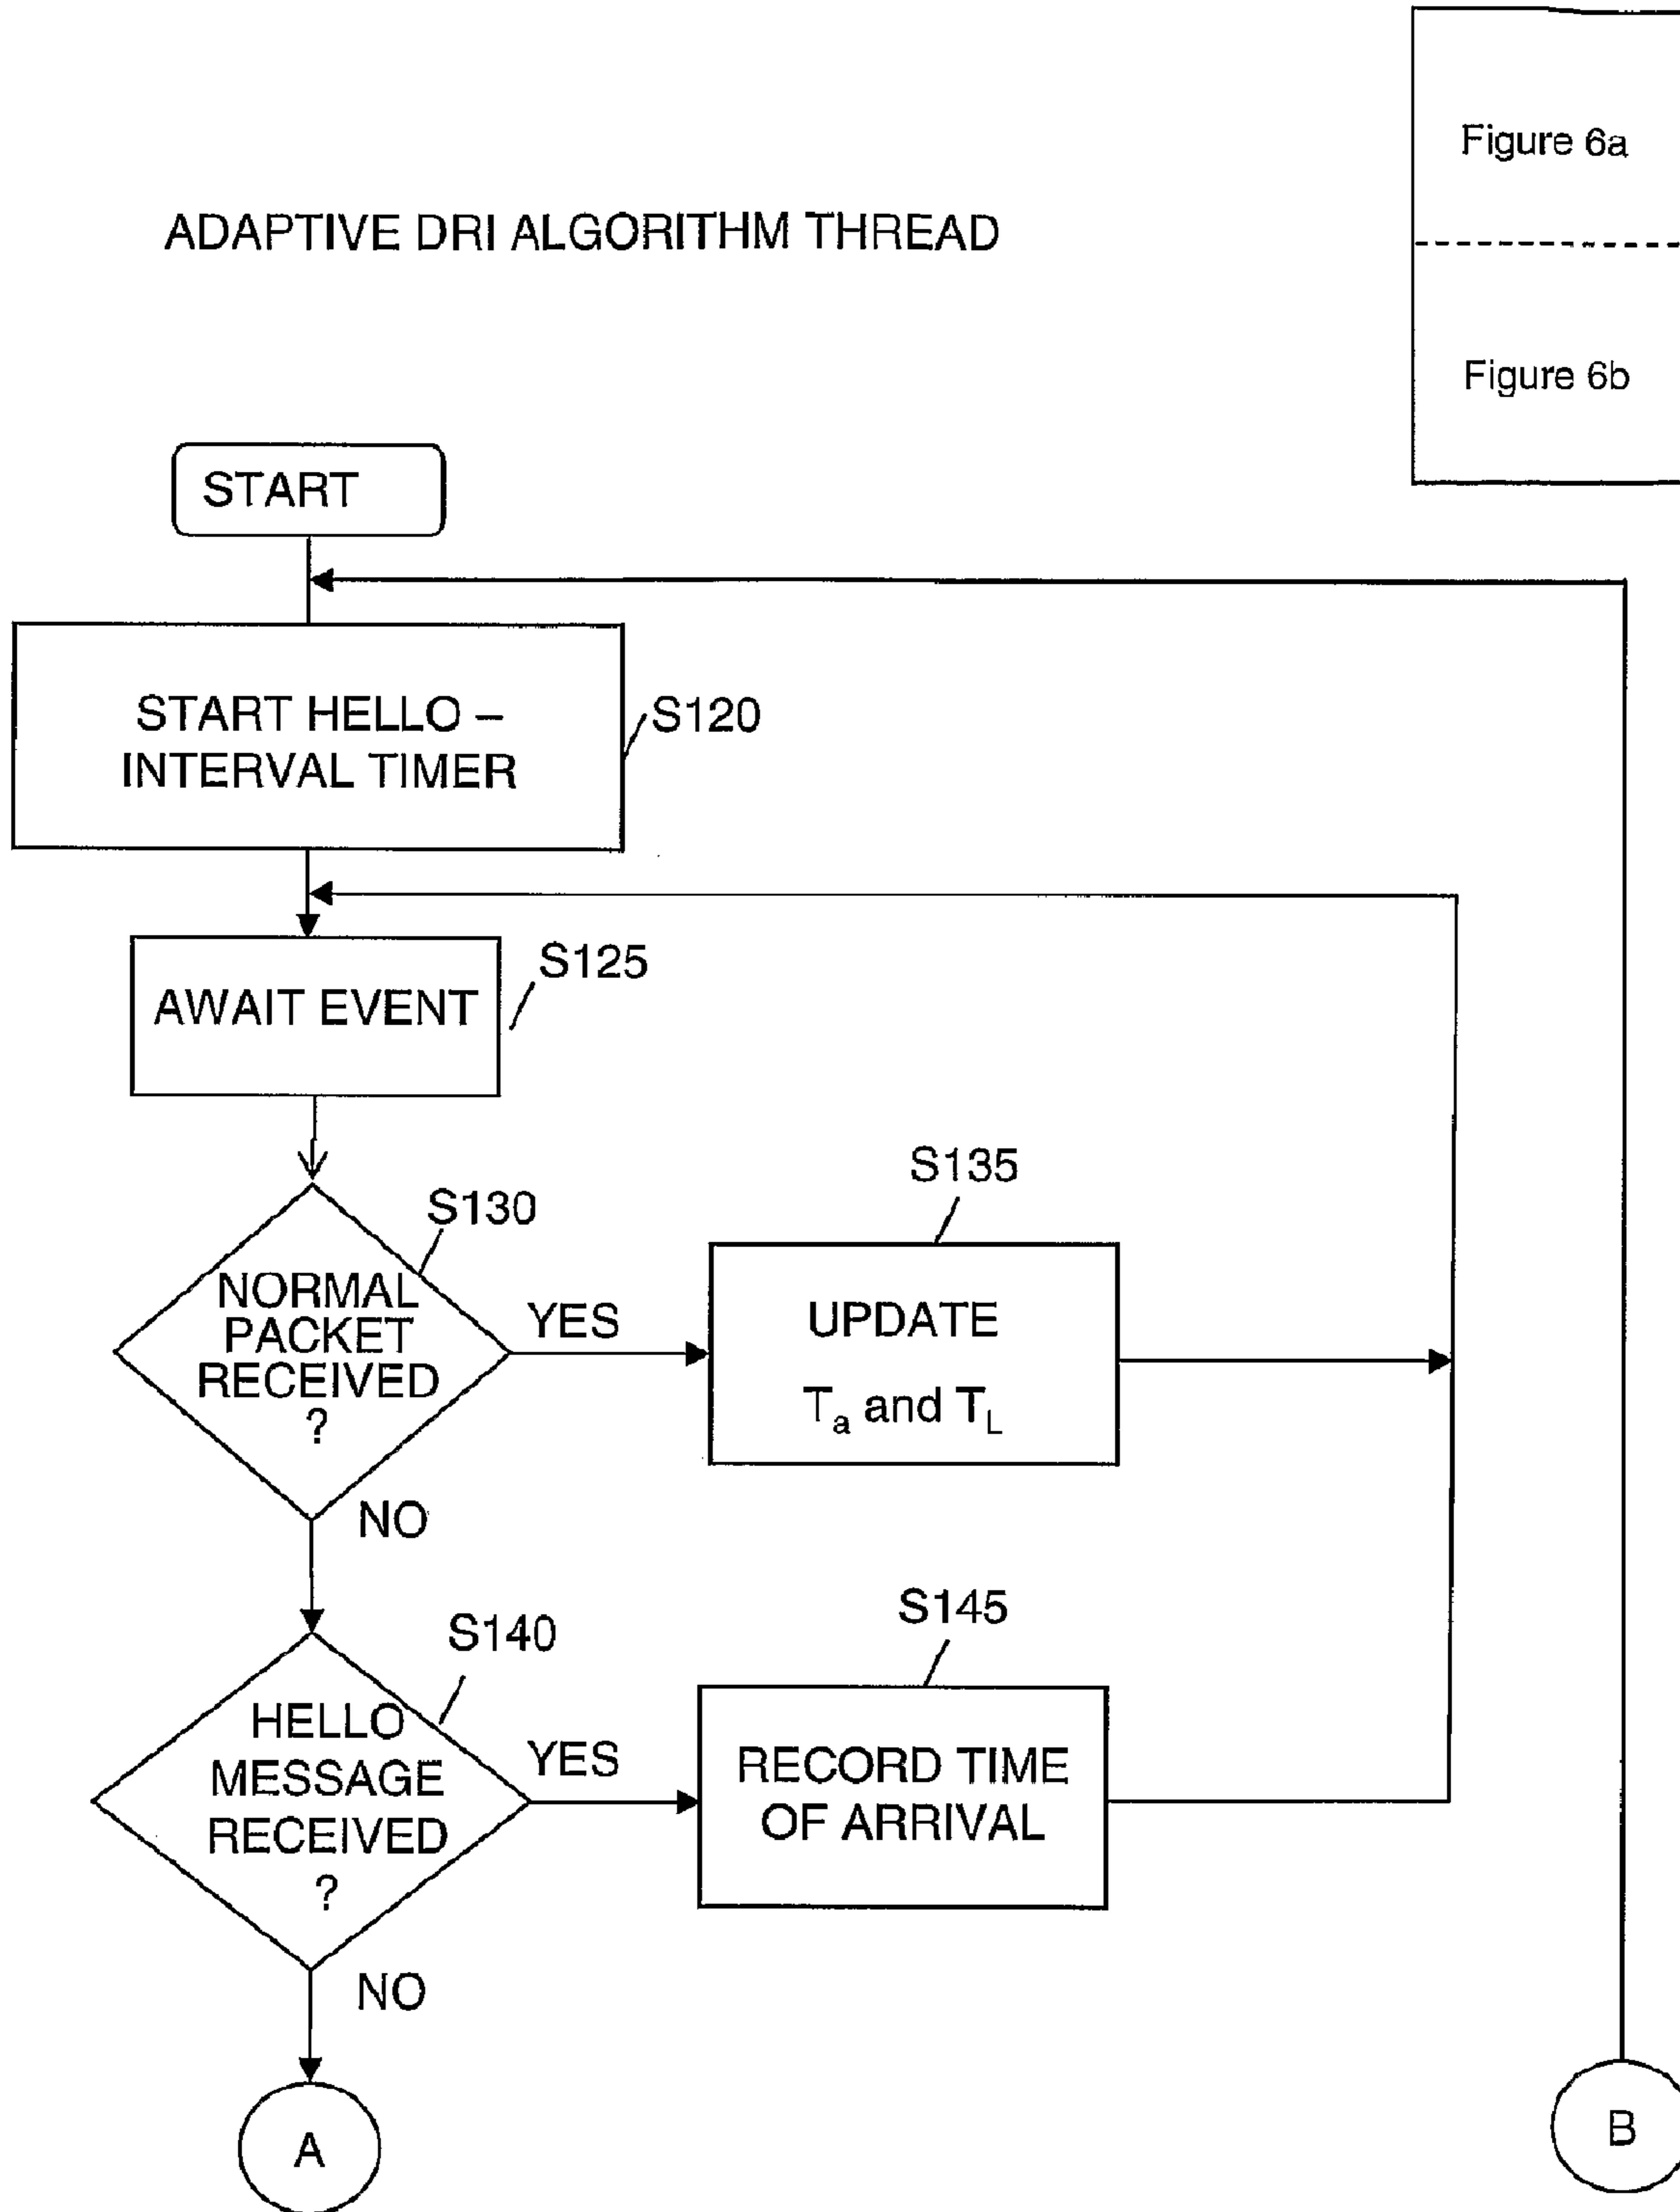 Figure 6a
ADAPTIVE DRI ALGORITHM THREAD
Figure 6b
START
START HELLO –
INTERVAL TIMER
S120
AWAIT EVENT
S125
S130
NORMAL
PACKET
RECEIVED
?
YES
S135
UPDATE
Ta and TL
NO
S140
HELLO
MESSAGE
RECEIVED
?
YES
S145
RECORD TIME
OF ARRIVAL
NO
A
B